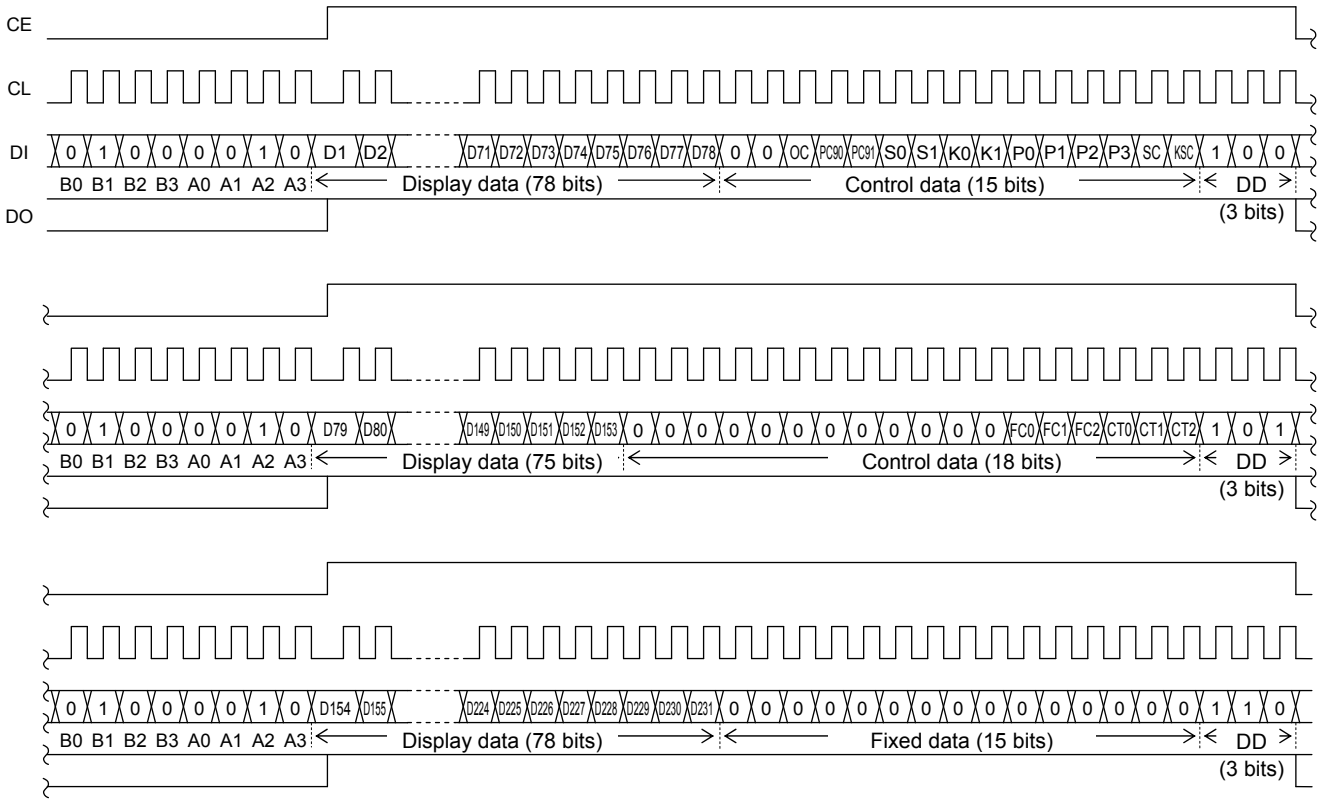 CE
CL
DI 0 1 0 0 0 0 1 0 D1 D2 D71 D72 D73 D74 D75 D76 D77 D78 0 0 OC PC90 PC91 S0 S1 K0 K1 P0 P1 P2 P3 SC KSC 1 0 0
B0 B1 B2 B3 A0 A1 A2 A3 Display data (78 bits) Control data (15 bits) DD
DO (3 bits)
0 1 0 0 0 0 1 0 D79 D80 D149 D150 D151 D152 D153 0 0 0 0 0 0 0 0 0 0 0 0 FC0 FC1 FC2 CT0 CT1 CT2 1 0 1
B0 B1 B2 B3 A0 A1 A2 A3 Display data (75 bits) Control data (18 bits) DD
(3 bits)
0 1 0 0 0 0 1 0 D154 D155 D224 D225 D226 D227 D228 D229 D230 D231 0 0 0 0 0 0 0 0 0 0 0 0 0 0 0 1 1 0
B0 B1 B2 B3 A0 A1 A2 A3 Display data (78 bits) Fixed data (15 bits) DD
(3 bits)